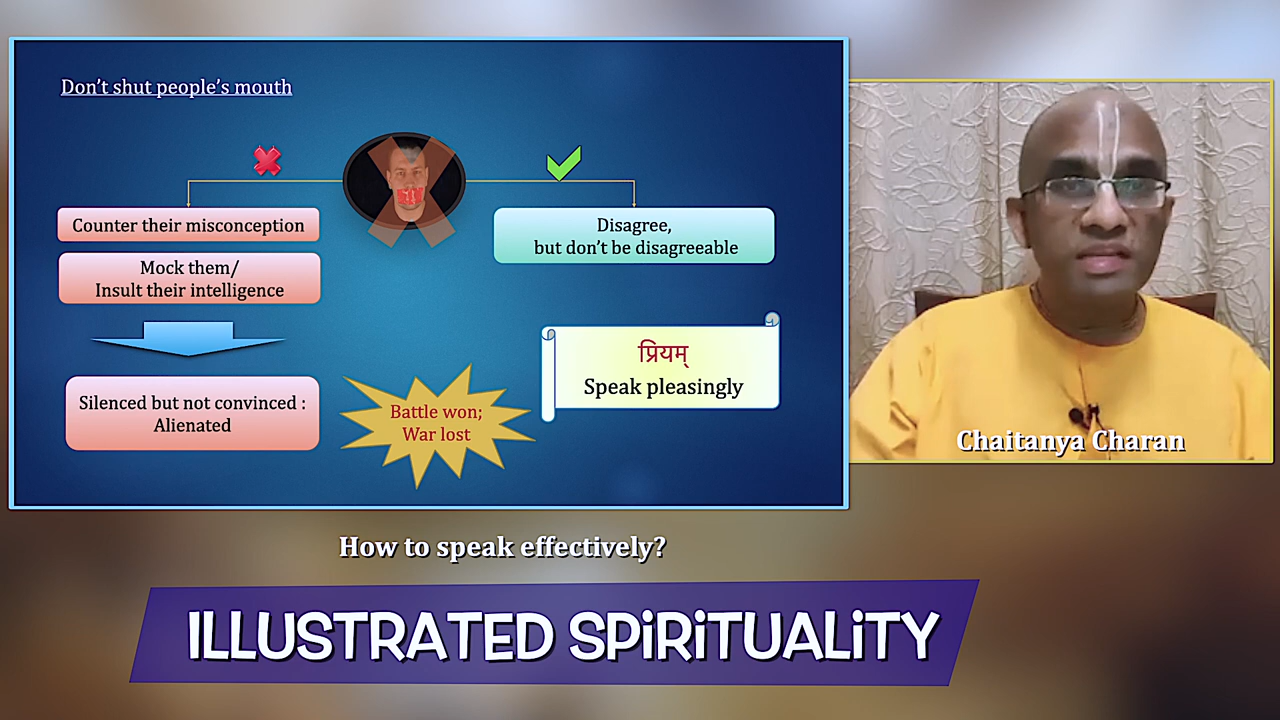 Don't shut people's mouth
Counter their misconception
Mock them/
Insult their intelligence
Silenced but not convinced :
Alienated
Battle won;
War lost
Disagree,
but don't be disagreeable
प्रियम्
Speak pleasingly
Chaitanya Charan
How to speak effectively?
ILLUSTRATED SPiRiTUALiTY